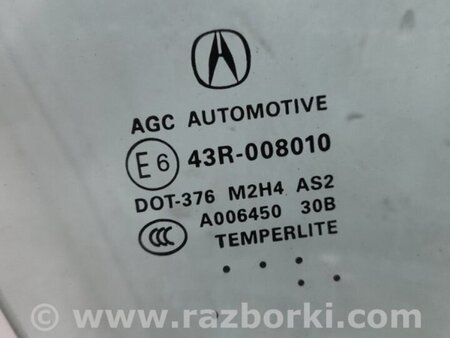 AGC AUTOMOTIVE
E6 43R-008010
DOT-376 M2H4 AS2
A006450 30B
CCC
TEMPERLITE
© www.razborki.com